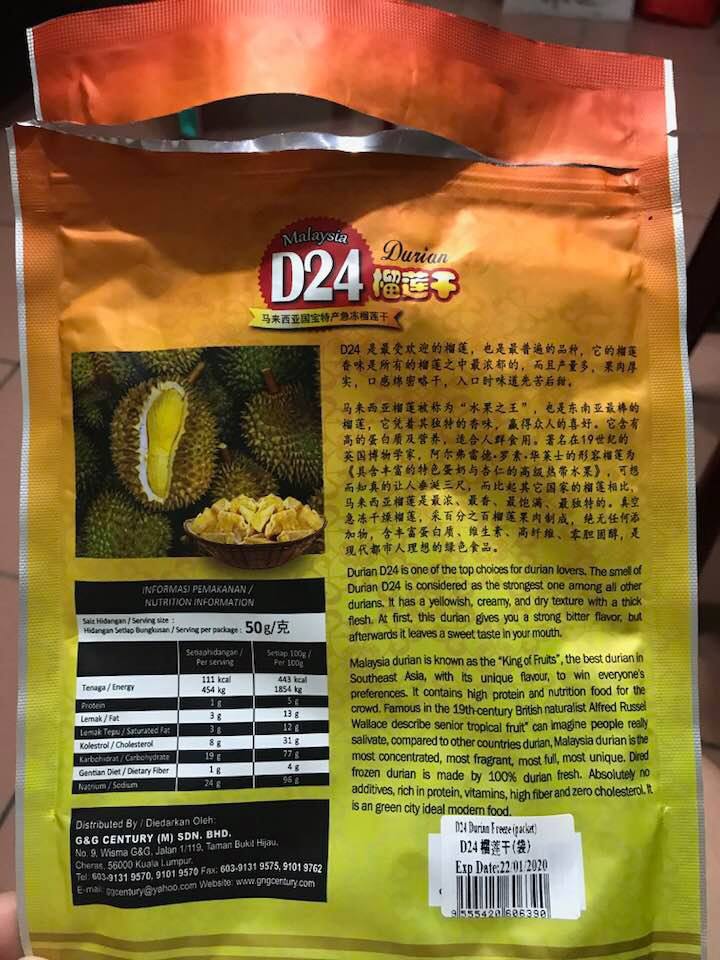 Malaysia
Durian
D24 榴莲干
马来西亚国宝特产急冻榴莲干
D24 是最受欢迎的榴莲，也是最普遍的品种，它的榴莲
香味是所有的榴莲之中最浓郁的，而且产量多，果肉厚
实，口感绵密略干，入口时味道先苦后甜。
马来西亚榴莲被称为“水果之王”，也是东南亚最棒的
榴莲，它凭着其独特的香味，赢得众人的喜好。它含有
高的蛋白质及营养，适合人群食用。著名在19世纪的
英国博物学家，阿尔弗雷德·罗素·华莱士的形容榴莲为
《具含丰富的特色蛋奶与杏仁的高级热带水果》，可想
而知真的让人垂涎三尺，而比起其它国家的榴莲相比，
马来西亚榴莲是最浓、最香、最饱满、最独特的。真空
急冻干燥榴莲，采百分之百榴莲果肉制成，绝无任何添
加物，含丰富蛋白质、维生素、高纤维、零胆固醇，是
现代都市人理想的绿色食品。
Durian D24 is one of the top choices for durian lovers. The smell of
Durian D24 is considered as the strongest one among all other
durians. It has a yellowish, creamy, and dry texture with a thick
flesh. At first, this durian gives you a strong bitter flavor, but
afterwards it leaves a sweet taste in your mouth.
Malaysia durian is known as the “King of Fruits”, the best durian in
Southeast Asia, with its unique flavour, to win everyone's
preferences. It contains high protein and nutrition food for the
crowd. Famous in the 19th-century British naturalist Alfred Russel
Wallace describe senior tropical fruit" can imagine people really
salivate, compared to other countries durian, Malaysia durian is the
most concentrated, most fragrant, most full, most unique. Dired
frozen durian is made by 100% durian fresh. Absolutely no
additives, rich in protein, vitamins, high fiber and zero cholesterol. It
is an green city ideal modern food.
INFORMASI PEMAKANAN /
NUTRITION INFORMATION
Saiz Hidangan / Serving size :
Hidangan Setiap Bungkusan / Serving per package : 50g/克
Setiaphidangan / Per serving Setiap 100g / Per 100g
Tenaga / Energy 111 kcal 454 kg 443 kcal 1854 kg
Protein 1 g 5 g
Lemak / Fat 3 g 13 g
Lemak Tepu / Saturated Fat 3 g 12 g
Kolestrol / Cholesterol 8 g 31 g
Karbohidrat / Carbohydrate 19 g 77 g
Gentian Diet / Dietary Fiber 1 g 4 g
Natrium / Sodium 24 g 96 g
Distributed By / Diedarkan Oleh:
G&G CENTURY (M) SDN. BHD.
No. 9, Wisma G&G, Jalan 1/119, Taman Bukit Hijau,
Cheras, 56000 Kuala Lumpur.
Tel: 603-9131 9570, 9101 9570 Fax: 603-9131 9575, 9101 9762
E-mail: ggcentury@yahoo.com Website: www.gngcentury.com
D24 Durian Freeze (packet)
D24 榴莲干(袋)
Exp Date:22/01/2020
9 555420 606390